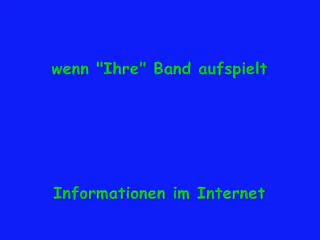 wenn "Ihre" Band aufspielt
Informationen im Internet